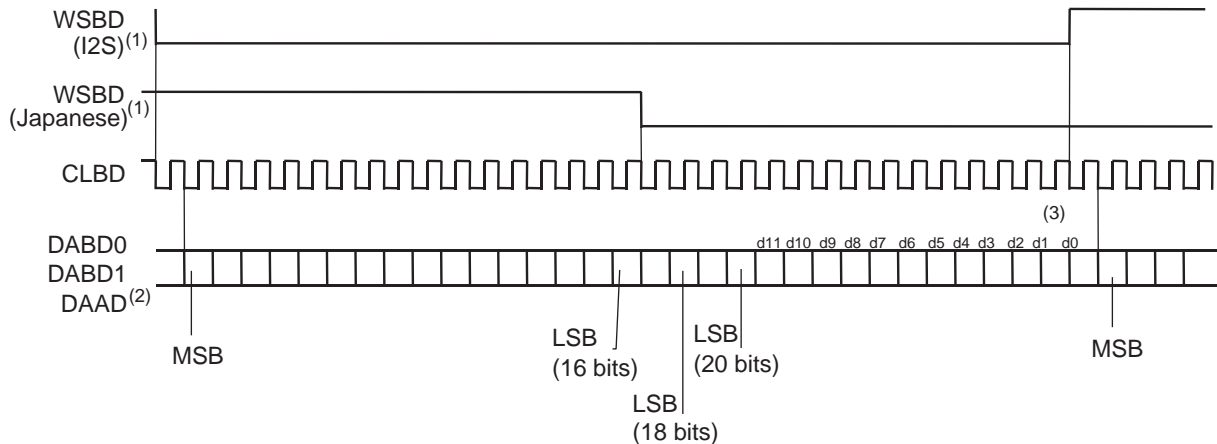 WSBD
(I2S)(1)
WSBD
(Japanese)(1)
CLBD
(3)
DABD0
d11 d10 d9 d8 d7 d6 d5 d4 d3 d2 d1 d0
DABD1
DAAD(2)
MSB
LSB
(16 bits)
LSB
(20 bits)
MSB
LSB
(18 bits)